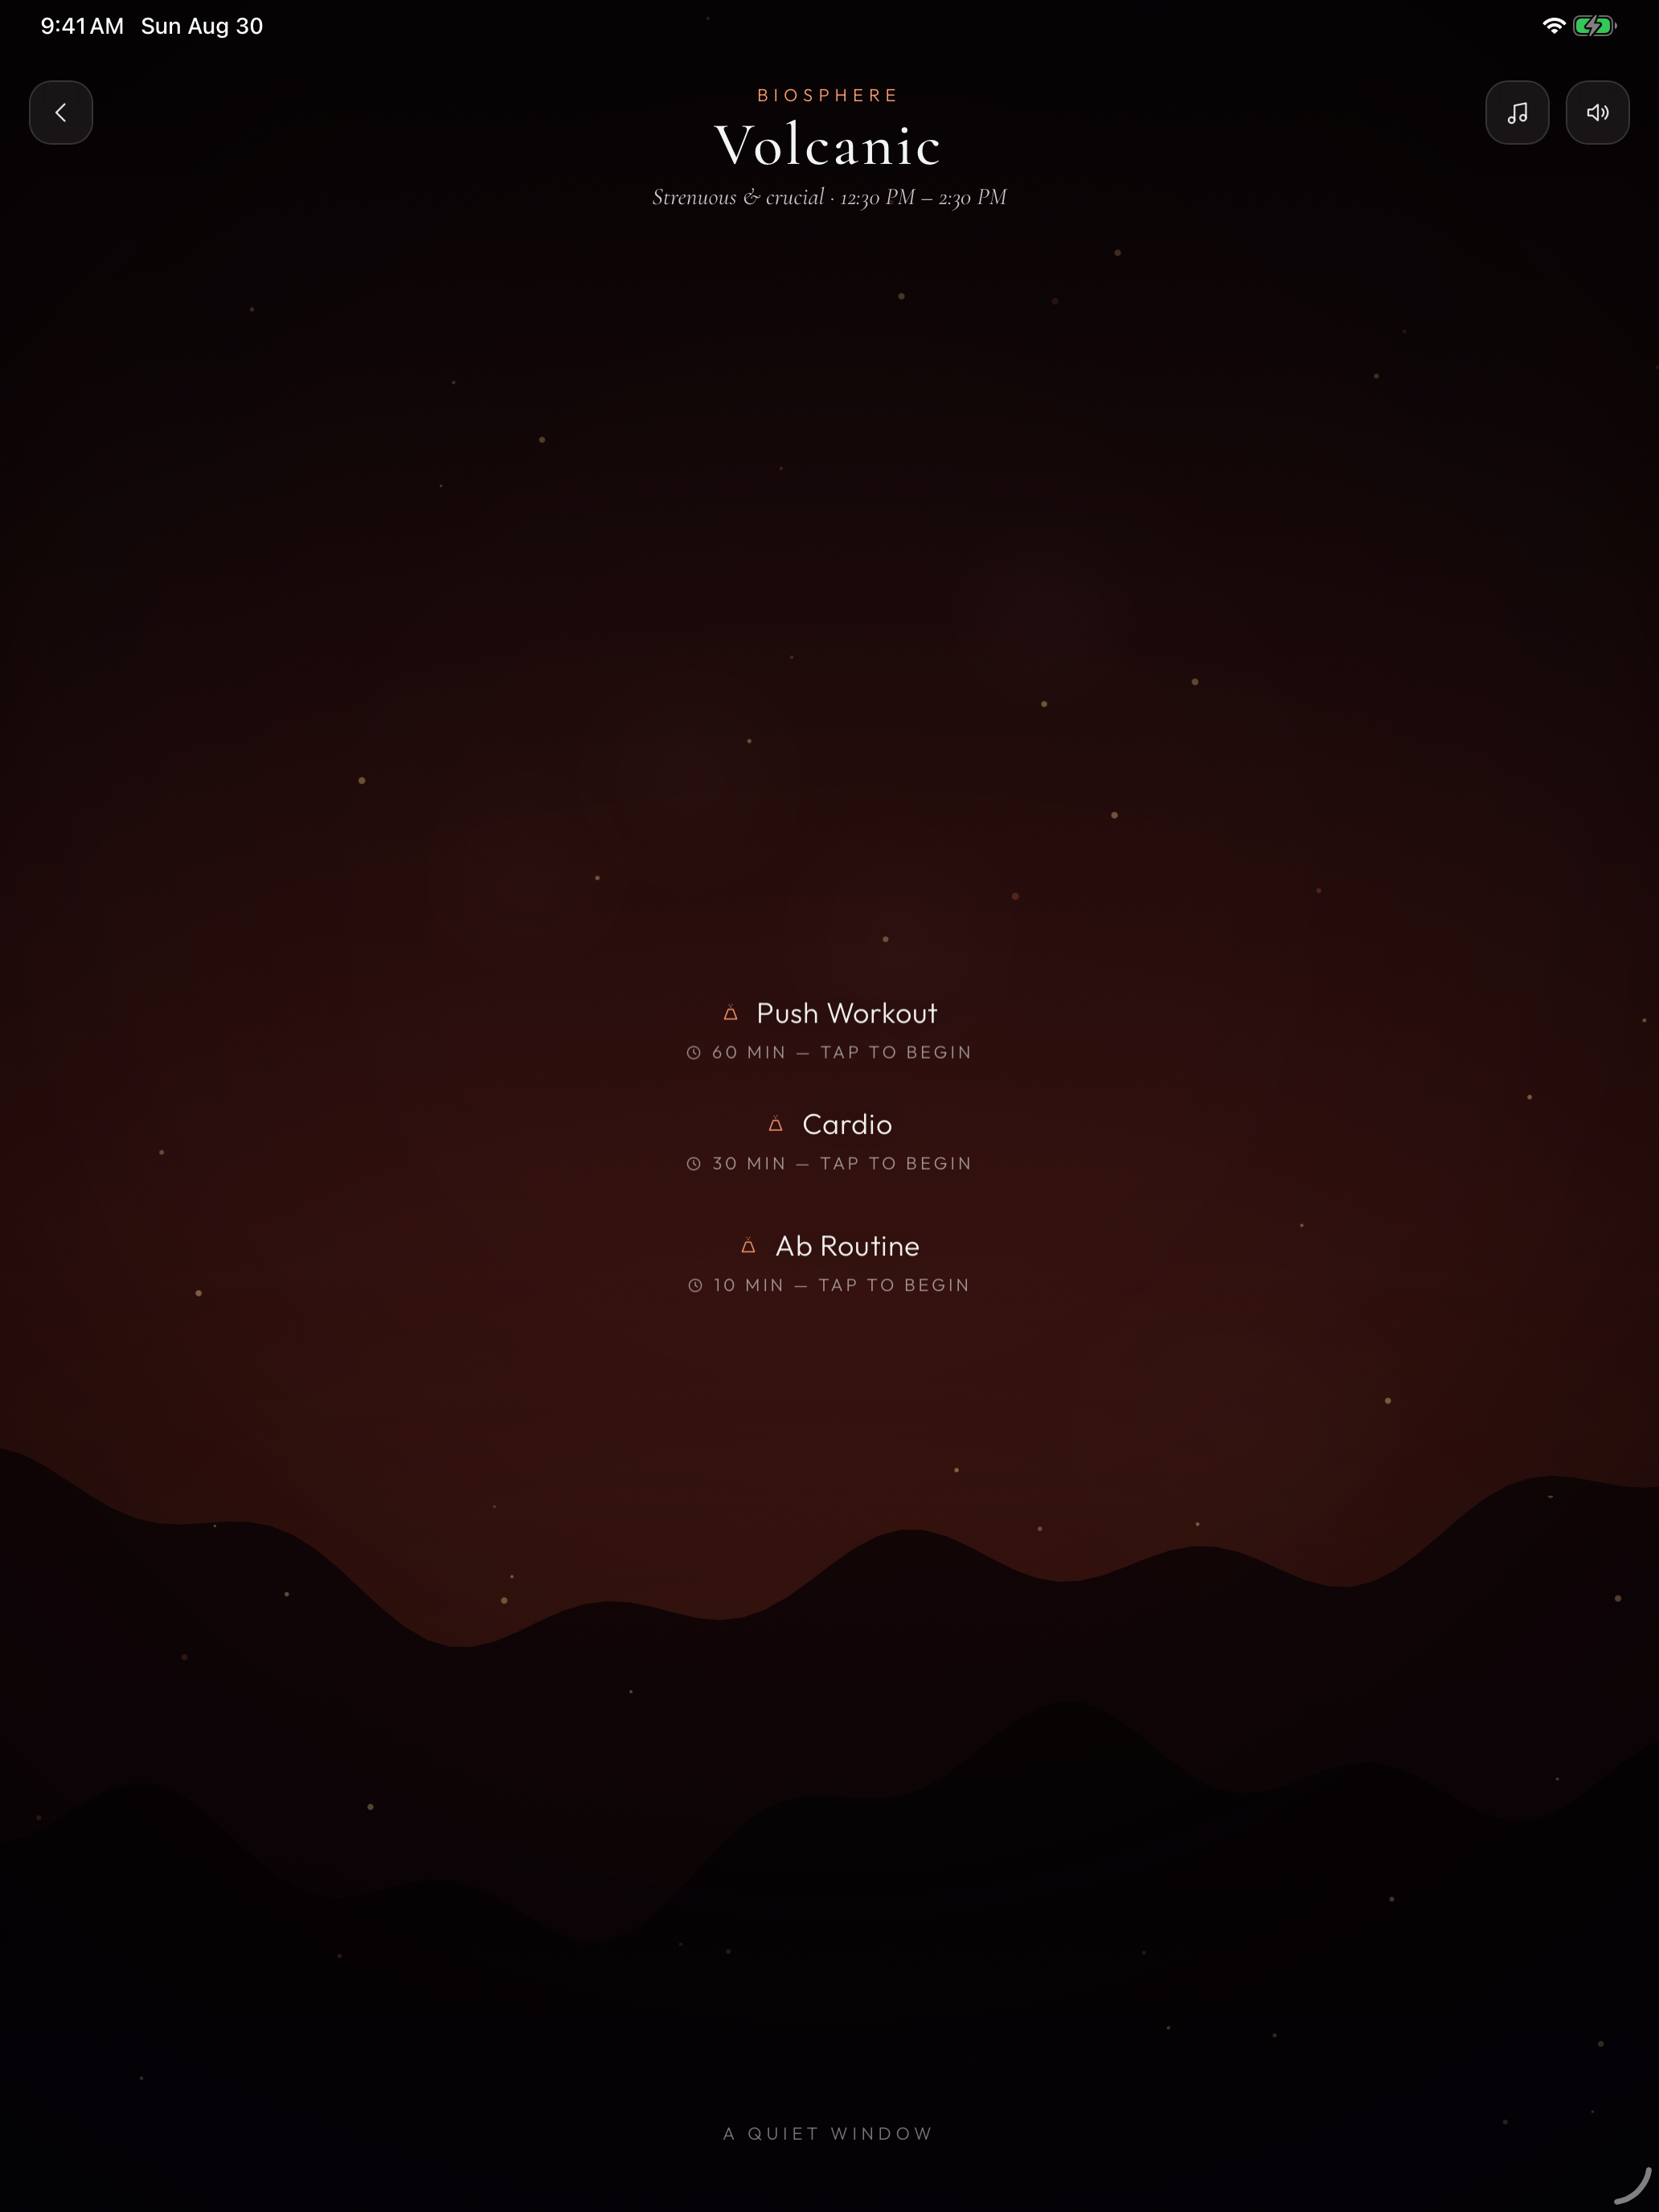 9:41 AM Sun Aug 30
BIOSPHERE
Volcanic
Strenuous & crucial · 12:30 PM – 2:30 PM
Push Workout
60 MIN — TAP TO BEGIN
Cardio
30 MIN — TAP TO BEGIN
Ab Routine
10 MIN — TAP TO BEGIN
A QUIET WINDOW